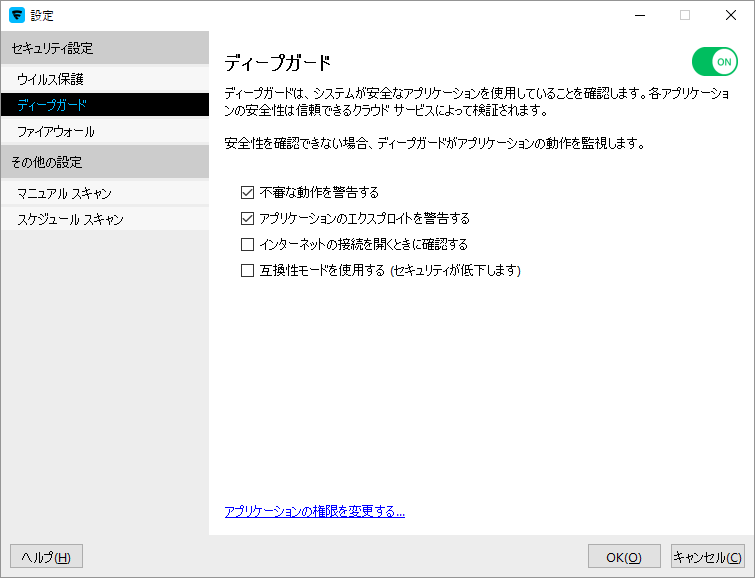 設定
セキュリティ設定
ウイルス保護
ディープガード
ファイアウォール
その他の設定
マニュアル スキャン
スケジュール スキャン
ディープガード
ON
ディープガードは、システムが安全なアプリケーションを使用していることを確認します。各アプリケーショ
ンの安全性は信頼できるクラウド サービスによって検証されます。
安全性を確認できない場合、ディープガードがアプリケーションの動作を監視します。
不審な動作を警告する
アプリケーションのエクスプロイトを警告する
インターネットの接続を開くときに確認する
互換性モードを使用する (セキュリティが低下します)
アプリケーションの権限を変更する...
ヘルプ(H)
OK(O)
キャンセル(C)